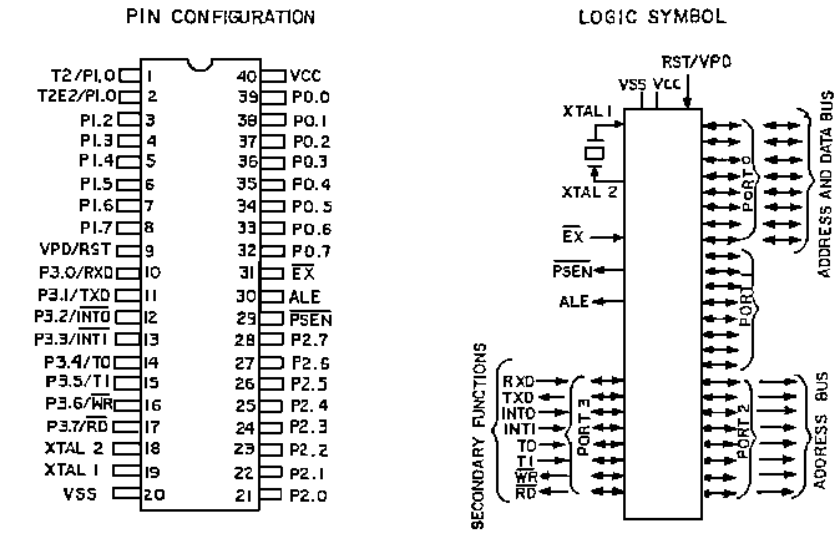 PIN CONFIGURATION
T2/P1.0 1 40 VCC
T2E2/P1.0 2 39 P0.0
P1.2 3 38 P0.1
P1.3 4 37 P0.2
P1.4 5 36 P0.3
P1.5 6 35 P0.4
P1.6 7 34 P0.5
P1.7 8 33 P0.6
VPD/RST 9 32 P0.7
P3.0/RXD 10 31 EX
P3.1/TXD 11 30 ALE
P3.2/INT0 12 29 PSEN
P3.3/INT1 13 28 P2.7
P3.4/T0 14 27 P2.6
P3.5/T1 15 26 P2.5
P3.6/WR 16 25 P2.4
P3.7/RD 17 24 P2.3
XTAL 2 18 23 P2.2
XTAL 1 19 22 P2.1
VSS 20 21 P2.0
LOGIC SYMBOL
RST/VPD
VSS VCC
XTAL 1
XTAL 2
EX
PSEN
ALE
PORT 0
ADDRESS AND DATA BUS
PORT 1
SECONDARY FUNCTIONS
RXD
TXD
INT0
INT1
T0
T1
WR
RD
PORT 3
PORT 2
ADDRESS BUS